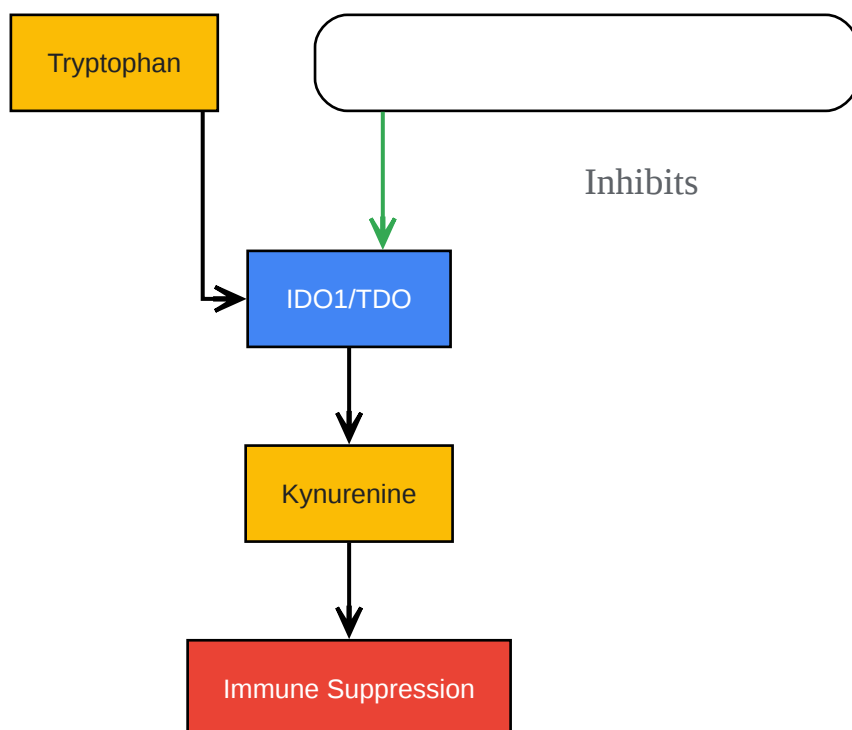 Tryptophan
Inhibits
IDO1/TDO
Kynurenine
Immune Suppression